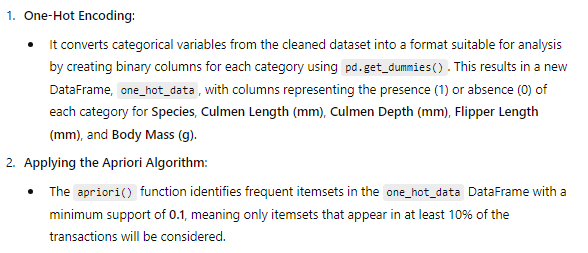 1. One-Hot Encoding:
• It converts categorical variables from the cleaned dataset into a format suitable for analysis
by creating binary columns for each category using pd.get_dummies() . This results in a new
DataFrame, one_hot_data , with columns representing the presence (1) or absence (0) of
each category for Species, Culmen Length (mm), Culmen Depth (mm), Flipper Length
(mm), and Body Mass (g).
2. Applying the Apriori Algorithm:
• The apriori() function identifies frequent itemsets in the one_hot_data DataFrame with a
minimum support of 0.1, meaning only itemsets that appear in at least 10% of the
transactions will be considered.